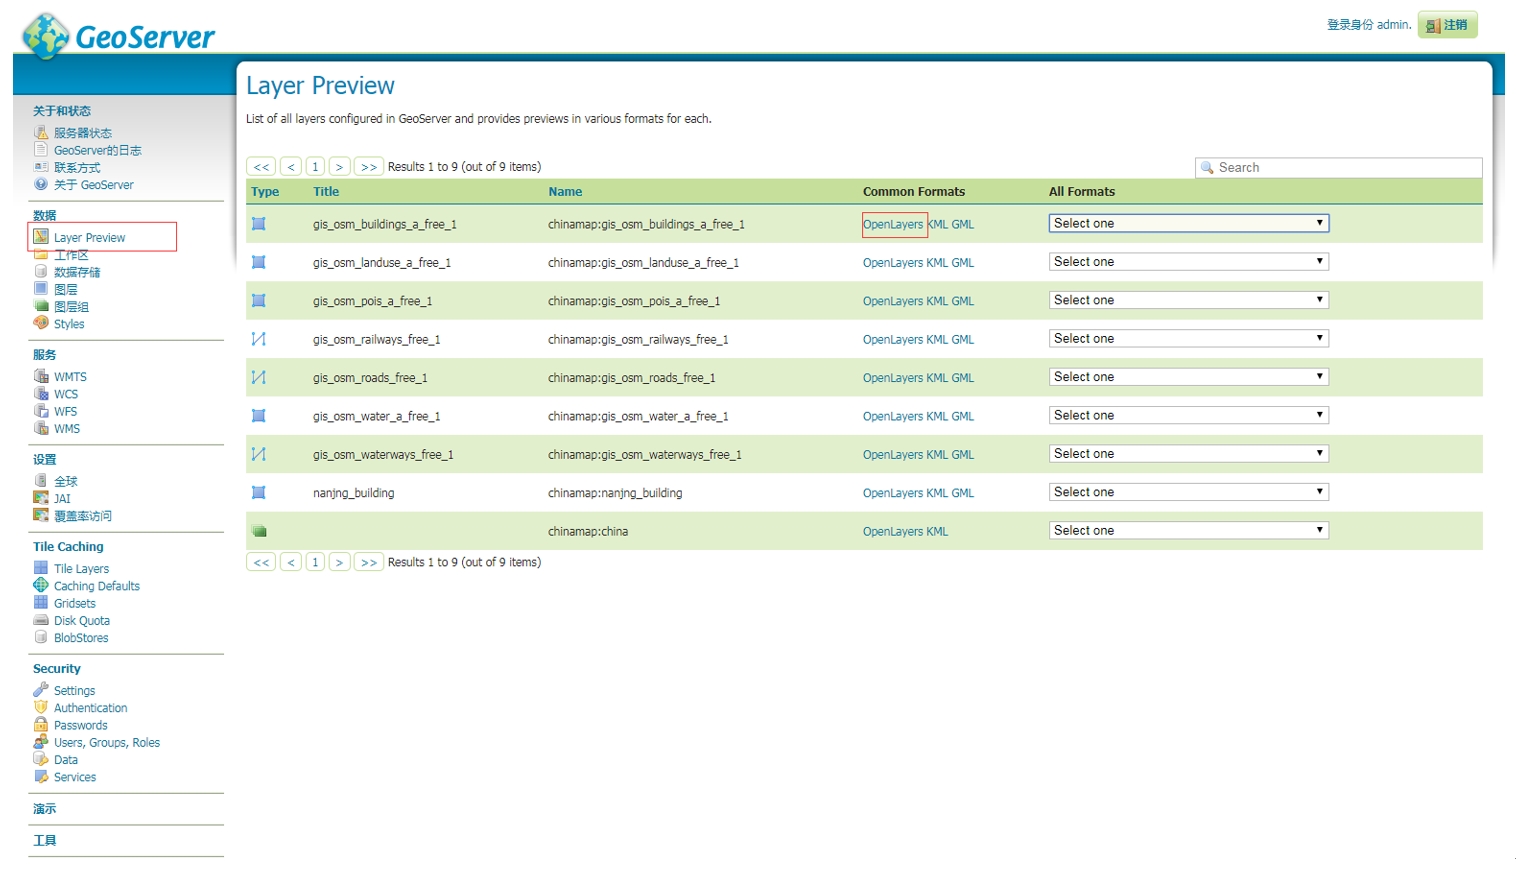 GeoServer
登录身份 admin.
注销
关于和状态
服务器状态
GeoServer的日志
联系方式
关于 GeoServer
数据
Layer Preview
工作区
数据存储
图层
图层组
Styles
服务
WMTS
WCS
WFS
WMS
设置
全球
JAI
覆盖率访问
Tile Caching
Tile Layers
Caching Defaults
Gridsets
Disk Quota
BlobStores
Security
Settings
Authentication
Passwords
Users, Groups, Roles
Data
Services
演示
工具
Layer Preview
List of all layers configured in GeoServer and provides previews in various formats for each.
<< < 1 > >> Results 1 to 9 (out of 9 items)
Search
Type Title Name Common Formats All Formats
gis_osm_buildings_a_free_1 chinamap:gis_osm_buildings_a_free_1 OpenLayers KML GML Select one
gis_osm_landuse_a_free_1 chinamap:gis_osm_landuse_a_free_1 OpenLayers KML GML Select one
gis_osm_pois_a_free_1 chinamap:gis_osm_pois_a_free_1 OpenLayers KML GML Select one
gis_osm_railways_free_1 chinamap:gis_osm_railways_free_1 OpenLayers KML GML Select one
gis_osm_roads_free_1 chinamap:gis_osm_roads_free_1 OpenLayers KML GML Select one
gis_osm_water_a_free_1 chinamap:gis_osm_water_a_free_1 OpenLayers KML GML Select one
gis_osm_waterways_free_1 chinamap:gis_osm_waterways_free_1 OpenLayers KML GML Select one
nanjng_building chinamap:nanjng_building OpenLayers KML GML Select one
chinamap:china OpenLayers KML Select one
<< < 1 > >> Results 1 to 9 (out of 9 items)